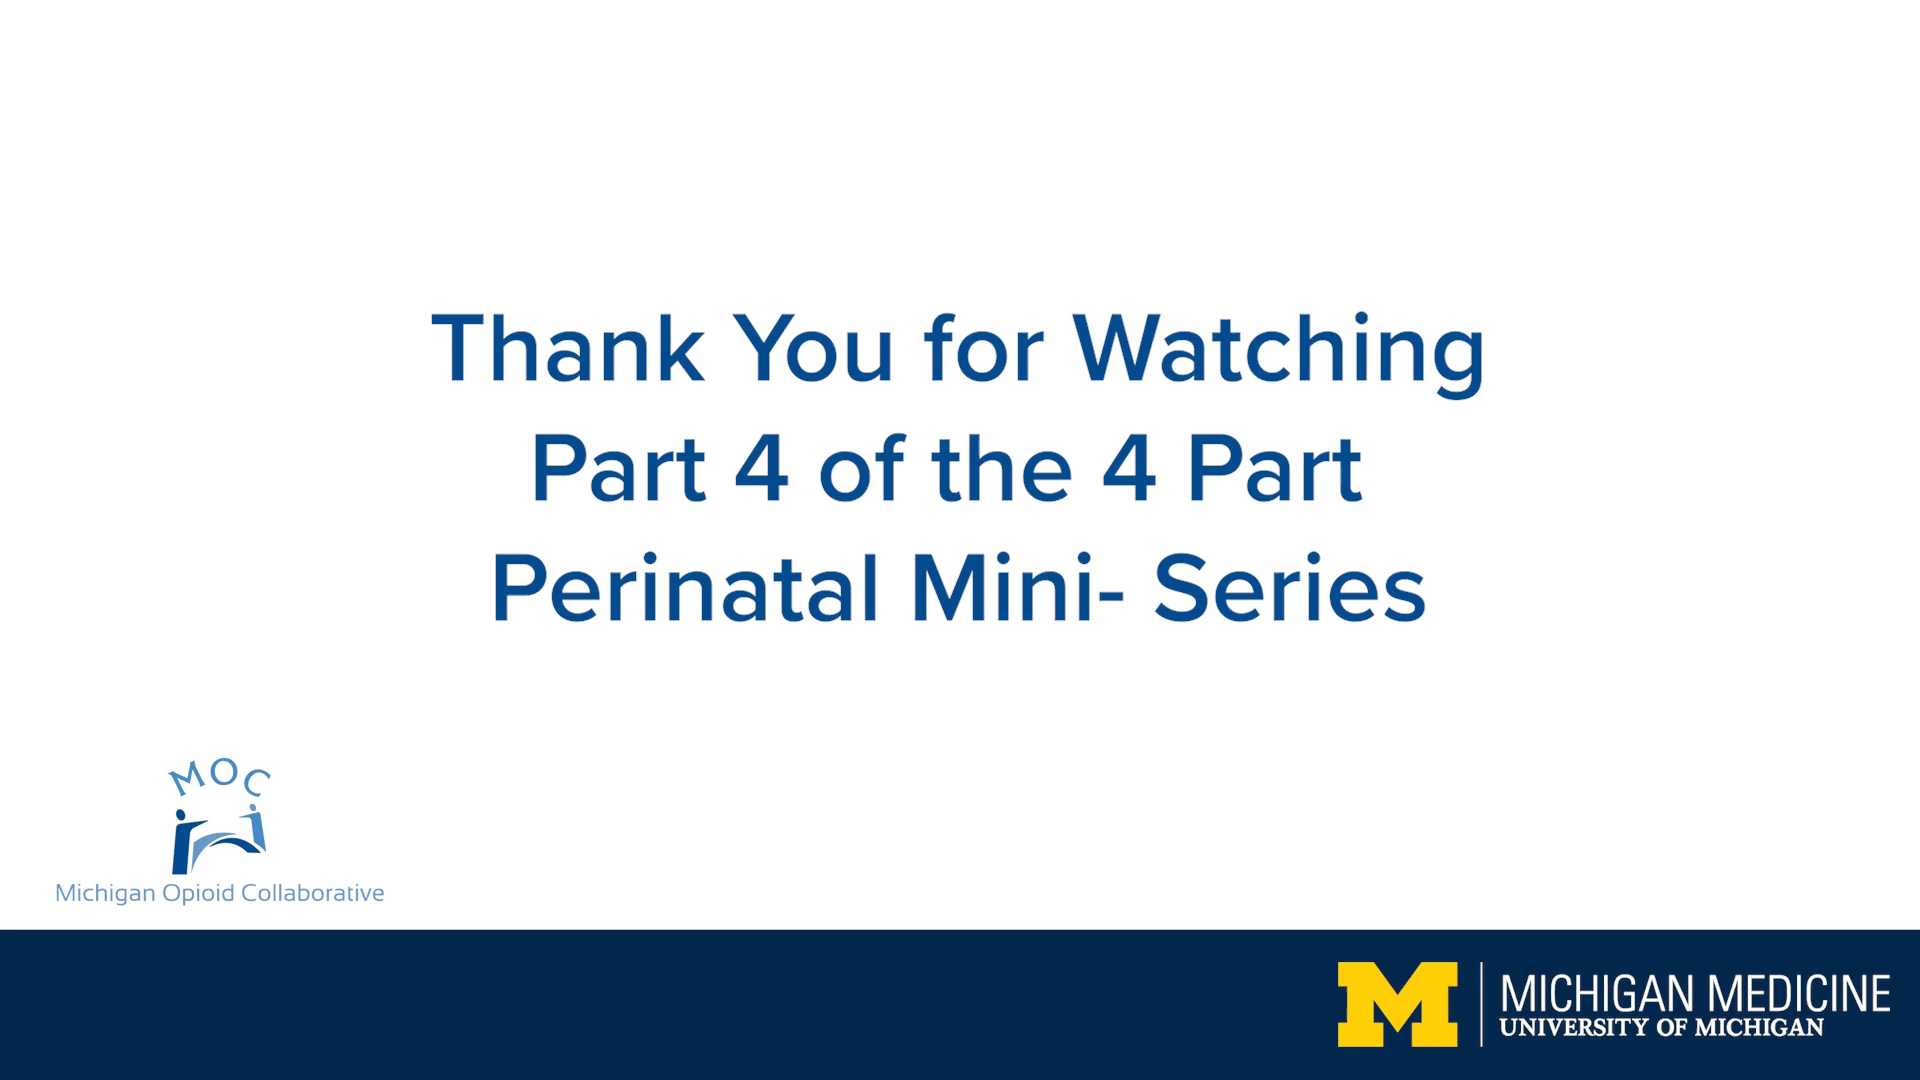 Thank You for Watching
Part 4 of the 4 Part
Perinatal Mini- Series
MOC
Michigan Opioid Collaborative
M
MICHIGAN MEDICINE
UNIVERSITY OF MICHIGAN